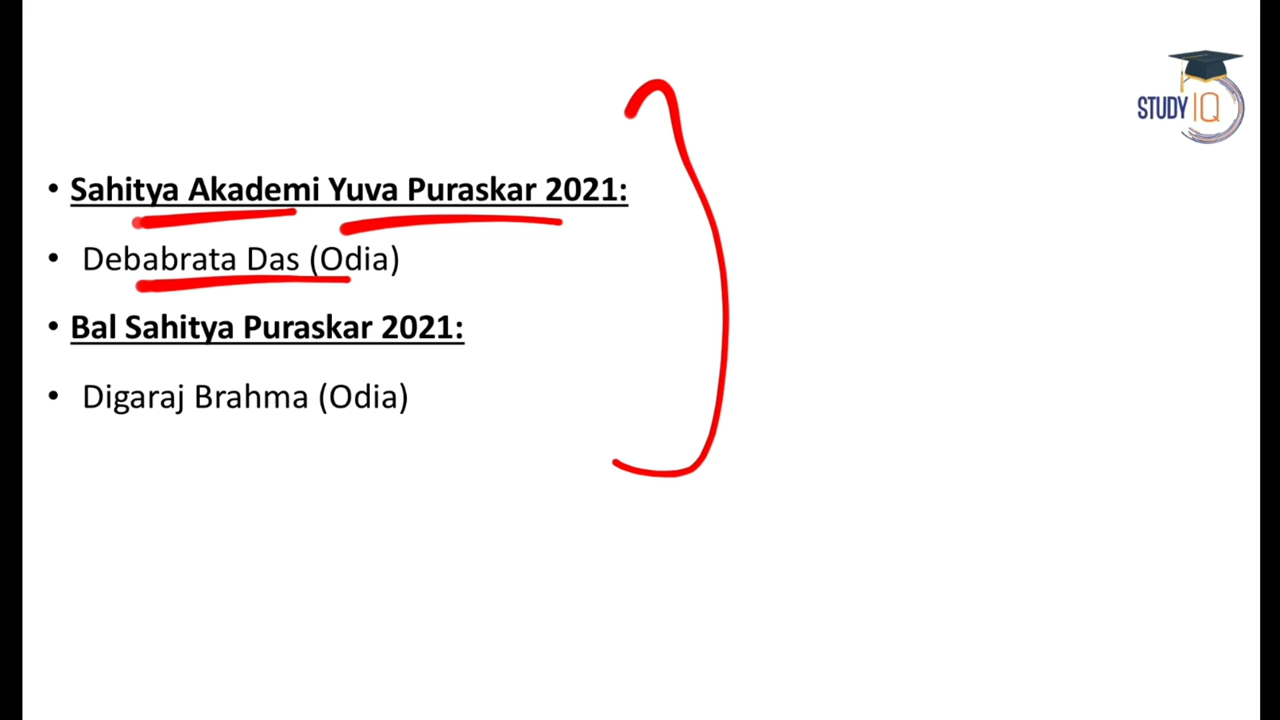 STUDY IQ
• Sahitya Akademi Yuva Puraskar 2021:
• Debabrata Das (Odia)
• Bal Sahitya Puraskar 2021:
• Digaraj Brahma (Odia)